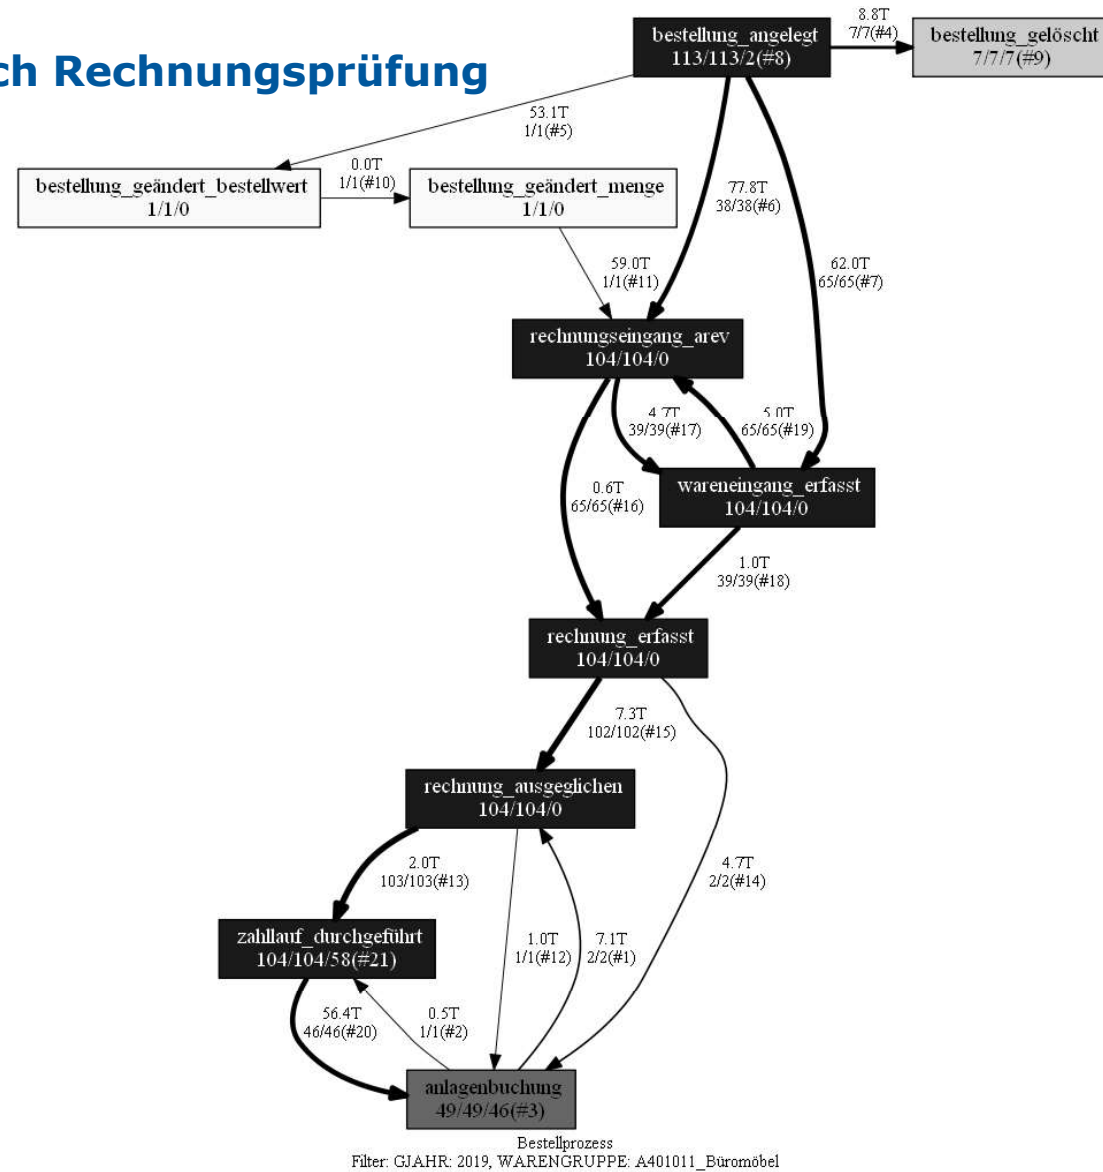 ch Rechnungsprüfung
bestellung_angelegt
113/113/2(#8)
8.8T
7/7(#4)
bestellung_gelöscht
7/7/7(#9)
53.1T
1/1(#5)
bestellung_geändert_bestellwert
1/1/0
0.0T
1/1(#10)
bestellung_geändert_menge
1/1/0
77.8T
38/38(#6)
59.0T
1/1(#11)
62.0T
65/65(#7)
rechnungseingang_arev
104/104/0
4.7T
39/39(#17)
5.0T
65/65(#19)
wareneingang_erfasst
104/104/0
0.6T
65/65(#16)
1.0T
39/39(#18)
rechnung_erfasst
104/104/0
7.3T
102/102(#15)
rechnung_ausgeglichen
104/104/0
2.0T
103/103(#13)
4.7T
2/2(#14)
zahllauf_durchgeführt
104/104/58(#21)
1.0T
1/1(#12)
7.1T
2/2(#1)
56.4T
46/46(#20)
0.5T
1/1(#2)
anlagenbuchung
49/49/46(#3)
Bestellprozess
Filter: GJAHR: 2019, WARENGRUPPE: A401011_Büromöbel